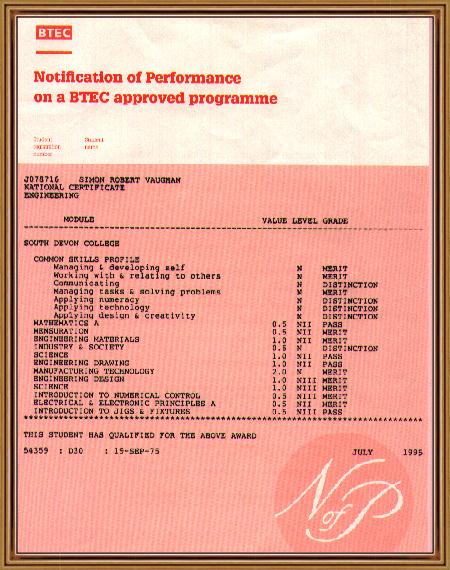 BTEC
Notification of Performance
on a BTEC approved programme
Student registration number
Student name
J078716 SIMON ROBERT VAUGHAN
NATIONAL CERTIFICATE
ENGINEERING
MODULE VALUE LEVEL GRADE
SOUTH DEVON COLLEGE
COMMON SKILLS PROFILE
Managing & developing self N MERIT
Working with & relating to others N MERIT
Communicating N DISTINCTION
Managing tasks & solving problems N MERIT
Applying numeracy N DISTINCTION
Applying technology N DISTINCTION
Applying design & creativity N DISTINCTION
MATHEMATICS A 0.5 NII PASS
MENSURATION 0.5 NII MERIT
ENGINEERING MATERIALS 1.0 NII MERIT
INDUSTRY & SOCIETY 0.5 N DISTINCTION
SCIENCE 1.0 NII PASS
ENGINEERING DRAWING 1.0 NII PASS
MANUFACTURING TECHNOLOGY 2.0 N MERIT
ENGINEERING DESIGN 1.0 NIII MERIT
SCIENCE 1.0 NIII MERIT
INTRODUCTION TO NUMERICAL CONTROL 0.5 NIII MERIT
ELECTRICAL & ELECTRONIC PRINCIPLES A 0.5 NII MERIT
INTRODUCTION TO JIGS & FIXTURES 0.5 NIII PASS
THIS STUDENT HAS QUALIFIED FOR THE ABOVE AWARD
54359 : D30 : 19-SEP-75 JULY 1995
N of P